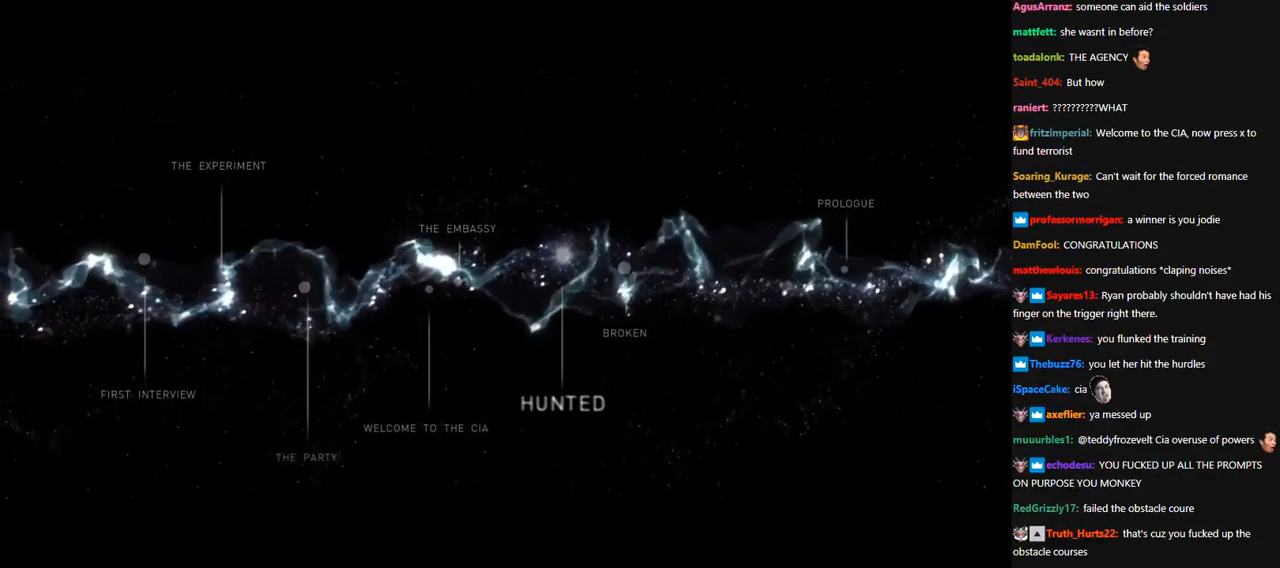 THE EXPERIMENT
PROLOGUE
THE EMBASSY
BROKEN
FIRST INTERVIEW
HUNTED
WELCOME TO THE CIA
THE PARTY
AgusArranz: someone can aid the soldiers
mattfett: she wasnt in before?
toadalonk: THE AGENCY
Saint_404: But how
raniert: ??????????WHAT
fritzimperial: Welcome to the CIA, now press x to
fund terrorist
Soaring_Kurage: Can't wait for the forced romance
between the two
professormorrigan: a winner is you jodie
DamFool: CONGRATULATIONS
matthewlouis: congratulations *claping noises*
Sayares13: Ryan probably shouldn't have had his
finger on the trigger right there.
Kerkenes: you flunked the training
Thebuzz76: you let her hit the hurdles
iSpaceCake: cia
axeflier: ya messed up
muuurbles1: @teddyfrozevelt Cia overuse of powers
echodesu: YOU FUCKED UP ALL THE PROMPTS
ON PURPOSE YOU MONKEY
RedGrizzly17: failed the obstacle coure
Truth_Hurts22: that's cuz you fucked up the
obstacle courses